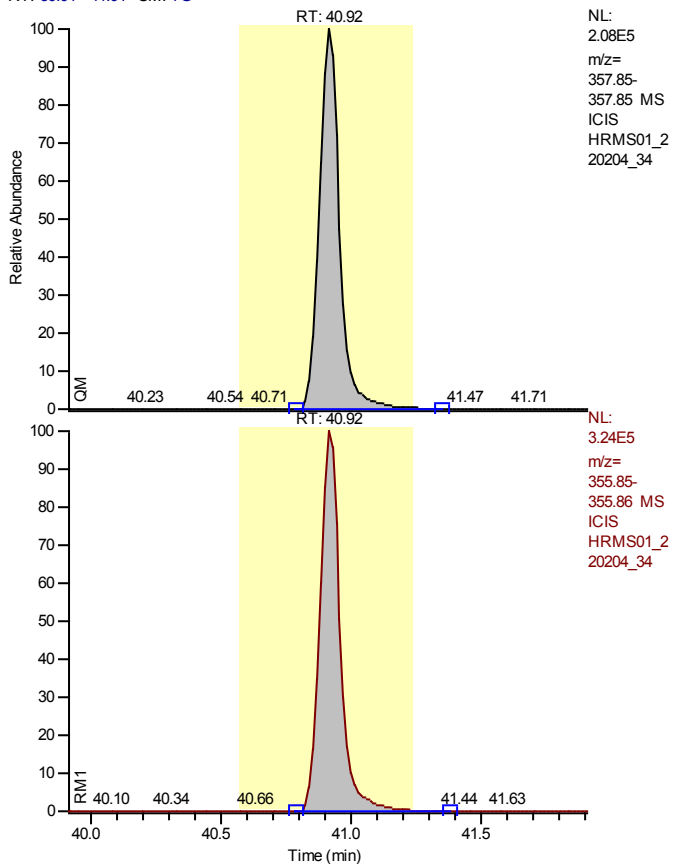 RT: 40.92
NL:
2.08E5
m/z=
357.85-
357.85 MS
ICIS
HRMS01_2
20204_34
100
90
80
70
60
50
40
30
20
10
0
Relative Abundance
QM
40.23 40.54 40.71 41.47 41.71
RT: 40.92
NL:
3.24E5
m/z=
355.85-
355.86 MS
ICIS
HRMS01_2
20204_34
100
90
80
70
60
50
40
30
20
10
0
RM1
40.10 40.34 40.66 41.44 41.63
40.0 40.5 41.0 41.5
Time (min)